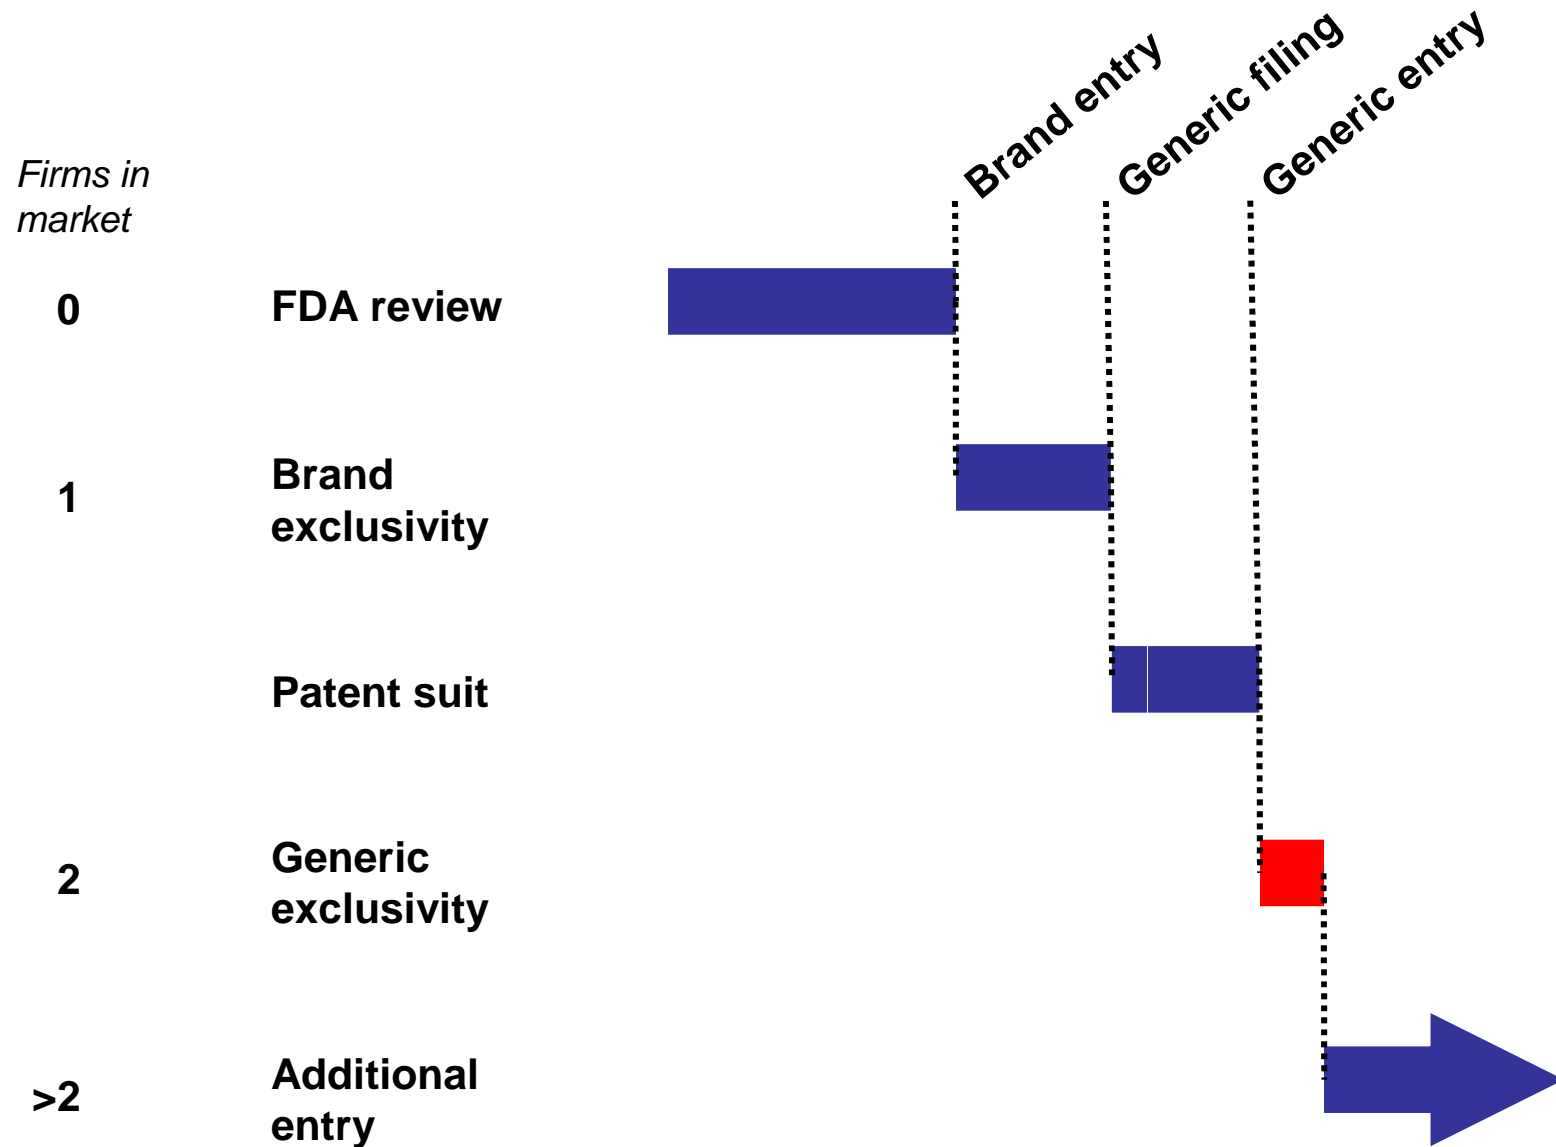 Brand entry
Generic filing
Generic entry
Firms in
market
0
FDA review
1
Brand
exclusivity
Patent suit
2
Generic
exclusivity
>2
Additional
entry